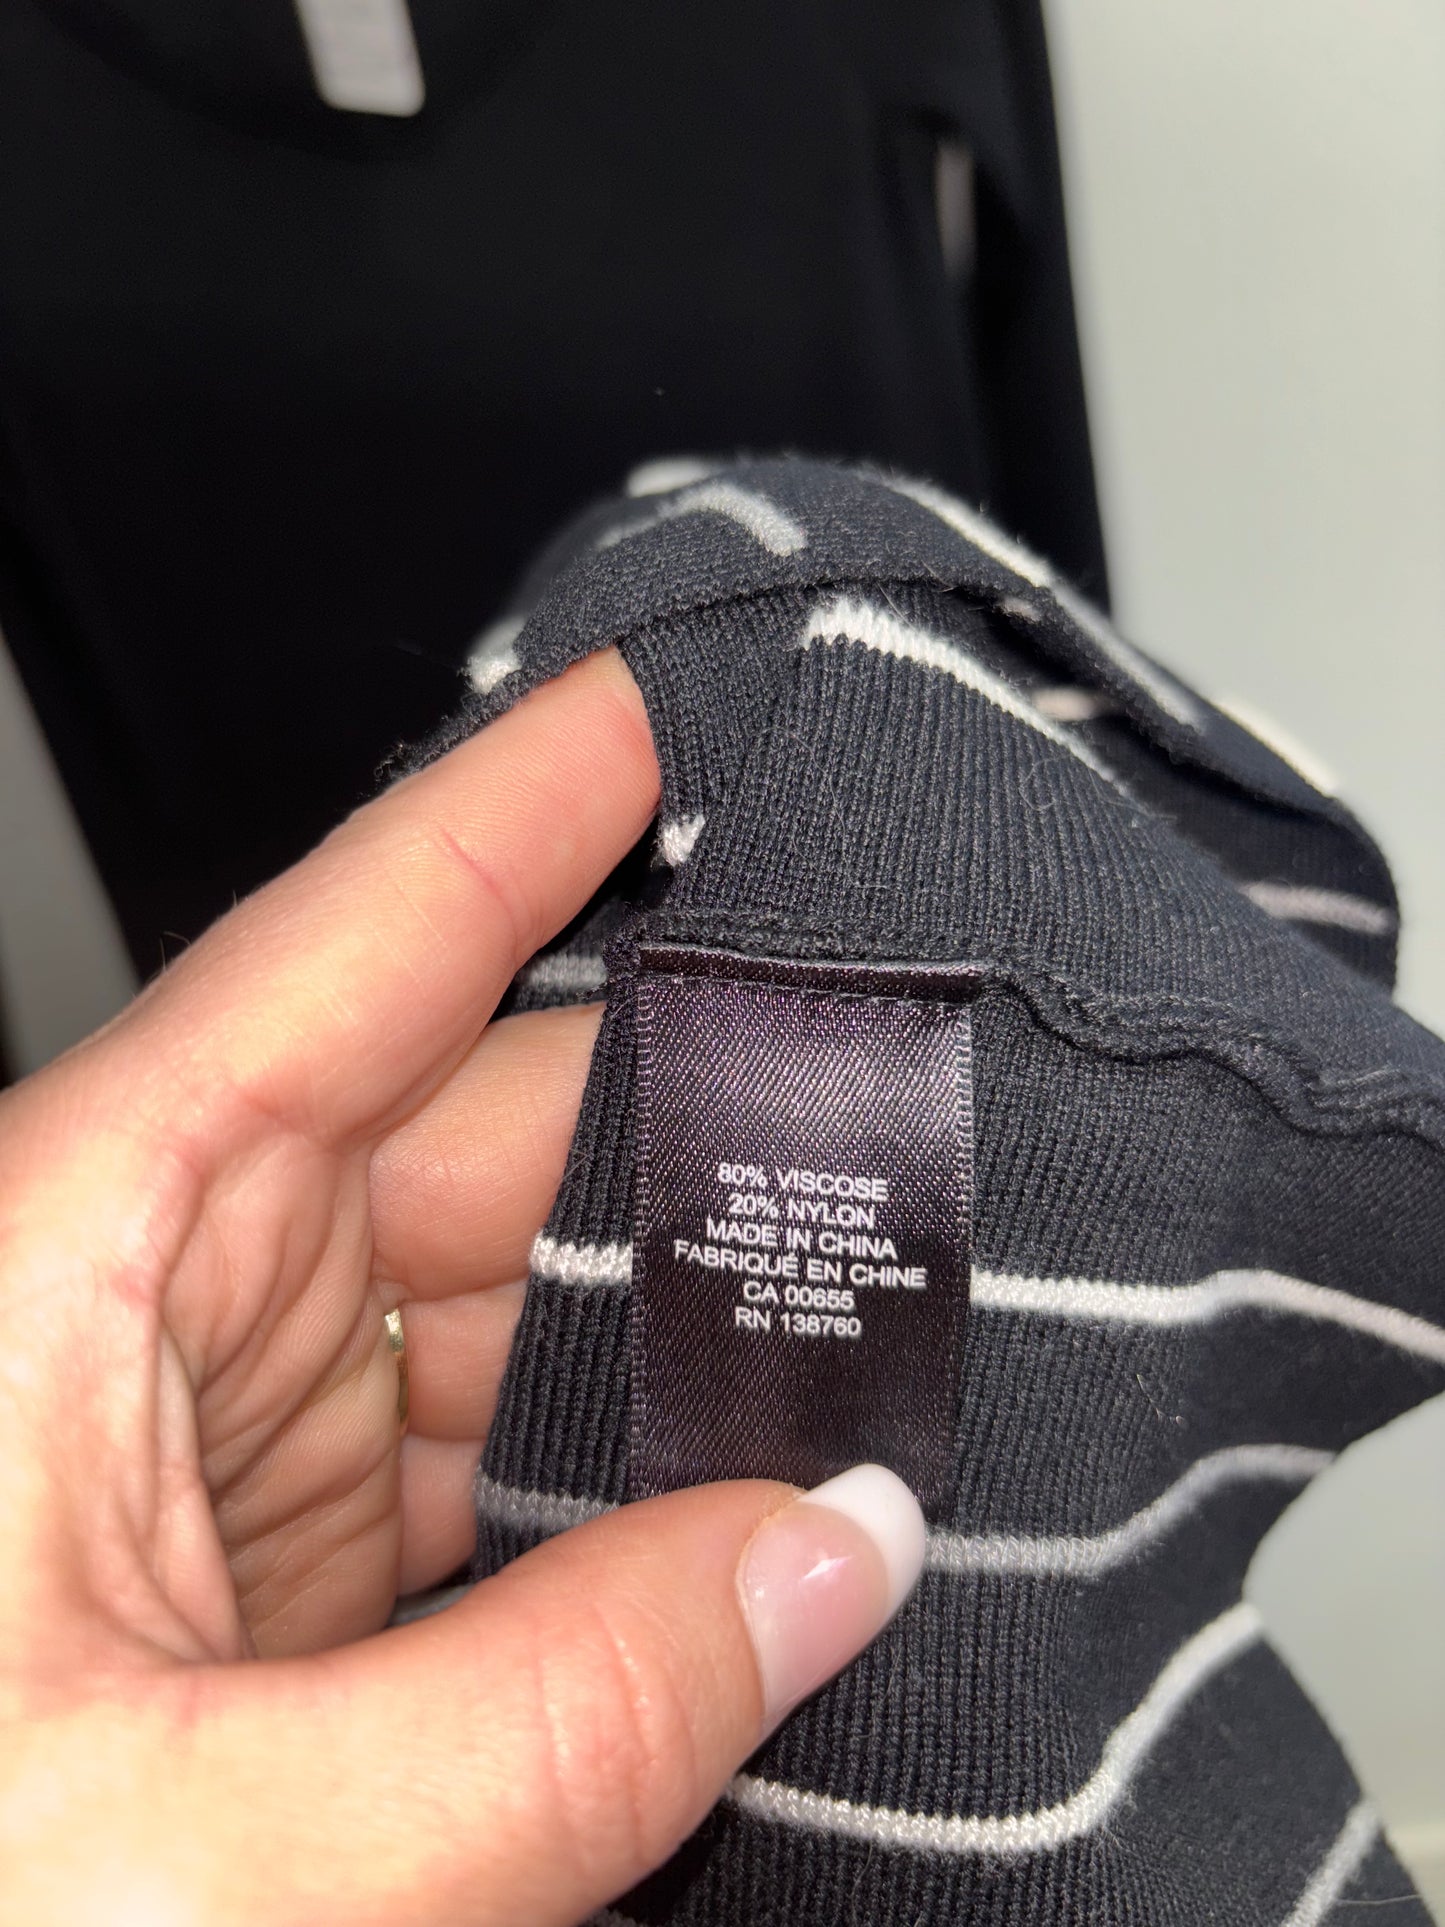 80% VISCOSE
20% NYLON
MADE IN CHINA
FABRIQUÉ EN CHINE
CA 00655
RN 138760